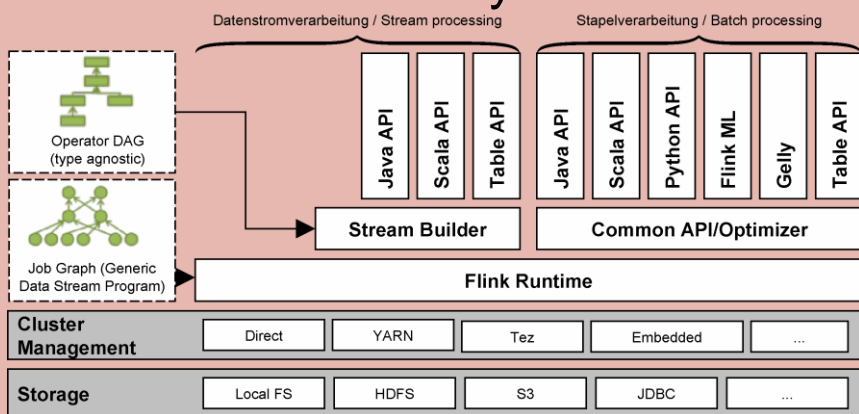 Datenstromverarbeitung / Stream processing
Stapelverarbeitung / Batch processing
Operator DAG
(type agnostic)
Java API
Scala API
Table API
Java API
Scala API
Python API
Flink ML
Gelly
Table API
Stream Builder
Common API/Optimizer
Job Graph (Generic
Data Stream Program)
Flink Runtime
Cluster
Management
Direct
YARN
Tez
Embedded
...
Storage
Local FS
HDFS
S3
JDBC
...